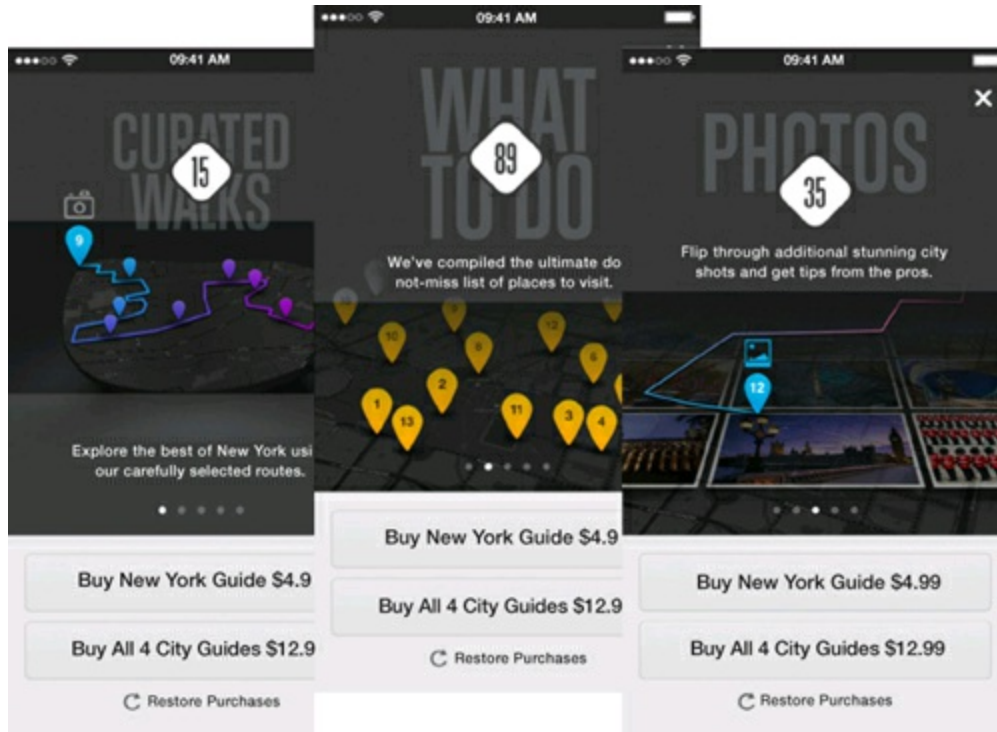 09:41 AM
CURATED
15
WALKS
9
Explore the best of New York usi
our carefully selected routes.
Buy New York Guide $4.9
Buy All 4 City Guides $12.9
Restore Purchases
09:41 AM
WHAT
89
TO DO
We've compiled the ultimate do
not-miss list of places to visit.
10
9
12
8
6
2
1
13
11
3
4
Buy New York Guide $4.9
Buy All 4 City Guides $12.9
Restore Purchases
09:41 AM
PHOTOS
35
Flip through additional stunning city
shots and get tips from the pros.
12
Buy New York Guide $4.99
Buy All 4 City Guides $12.99
Restore Purchases